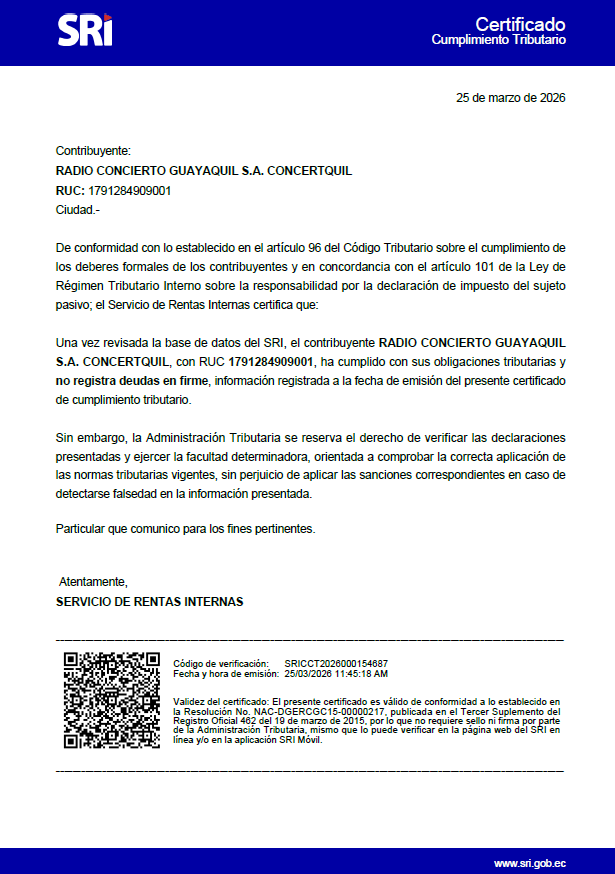 SRi
Certificado
Cumplimiento Tributario
25 de marzo de 2026
Contribuyente:
RADIO CONCIERTO GUAYAQUIL S.A. CONCERTQUIL
RUC: 1791284909001
Ciudad.-
De conformidad con lo establecido en el artículo 96 del Código Tributario sobre el cumplimiento de
los deberes formales de los contribuyentes y en concordancia con el artículo 101 de la Ley de
Régimen Tributario Interno sobre la responsabilidad por la declaración de impuesto del sujeto
pasivo; el Servicio de Rentas Internas certifica que:
Una vez revisada la base de datos del SRI, el contribuyente RADIO CONCIERTO GUAYAQUIL
S.A. CONCERTQUIL, con RUC 1791284909001, ha cumplido con sus obligaciones tributarias y
no registra deudas en firme, información registrada a la fecha de emisión del presente certificado
de cumplimiento tributario.
Sin embargo, la Administración Tributaria se reserva el derecho de verificar las declaraciones
presentadas y ejercer la facultad determinadora, orientada a comprobar la correcta aplicación de
las normas tributarias vigentes, sin perjuicio de aplicar las sanciones correspondientes en caso de
detectarse falsedad en la información presentada.
Particular que comunico para los fines pertinentes.
Atentamente,
SERVICIO DE RENTAS INTERNAS
Código de verificación: SRICCT2026000154687
Fecha y hora de emisión: 25/03/2026 11:45:18 AM
Validez del certificado: El presente certificado es válido de conformidad a lo establecido en
la Resolución No. NAC-DGERCGC15-00000217, publicada en el Tercer Suplemento del
Registro Oficial 462 del 19 de marzo de 2015, por lo que no requiere sello ni firma por parte
de la Administración Tributaria, mismo que lo puede verificar en la página web del SRI en
línea y/o en la aplicación SRI Móvil.
www.sri.gob.ec